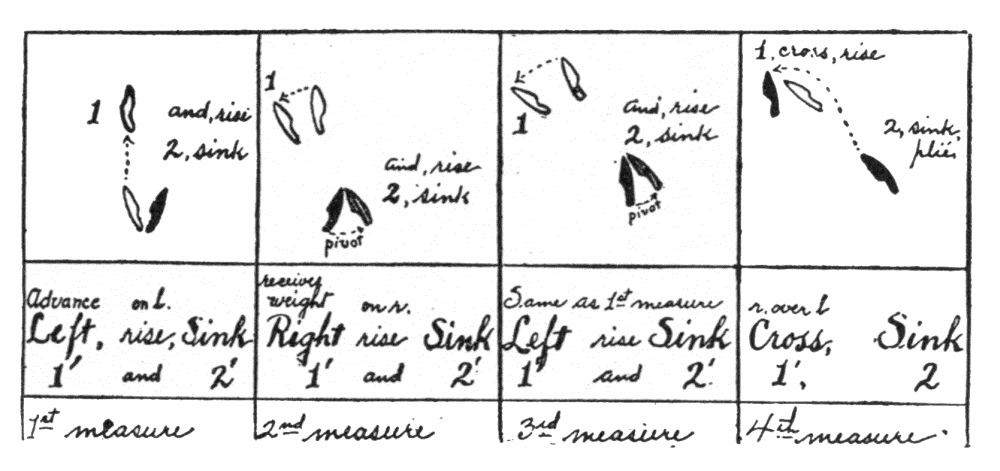 1
and, rise
2, sink
1
and, rise
2, sink
pivot
1
and, rise
2, sink
pivot
1, cross, rise
2, sink,
pliés
Advance on l.
Left, rise, Sink
1' and 2'
receives
weight on r.
Right rise Sink
1' and 2'
Same as 1st measure
Left rise Sink
1' and 2'.
r. over l
Cross, Sink
1', 2
1st measure
2nd measure
3rd measure
4th measure.